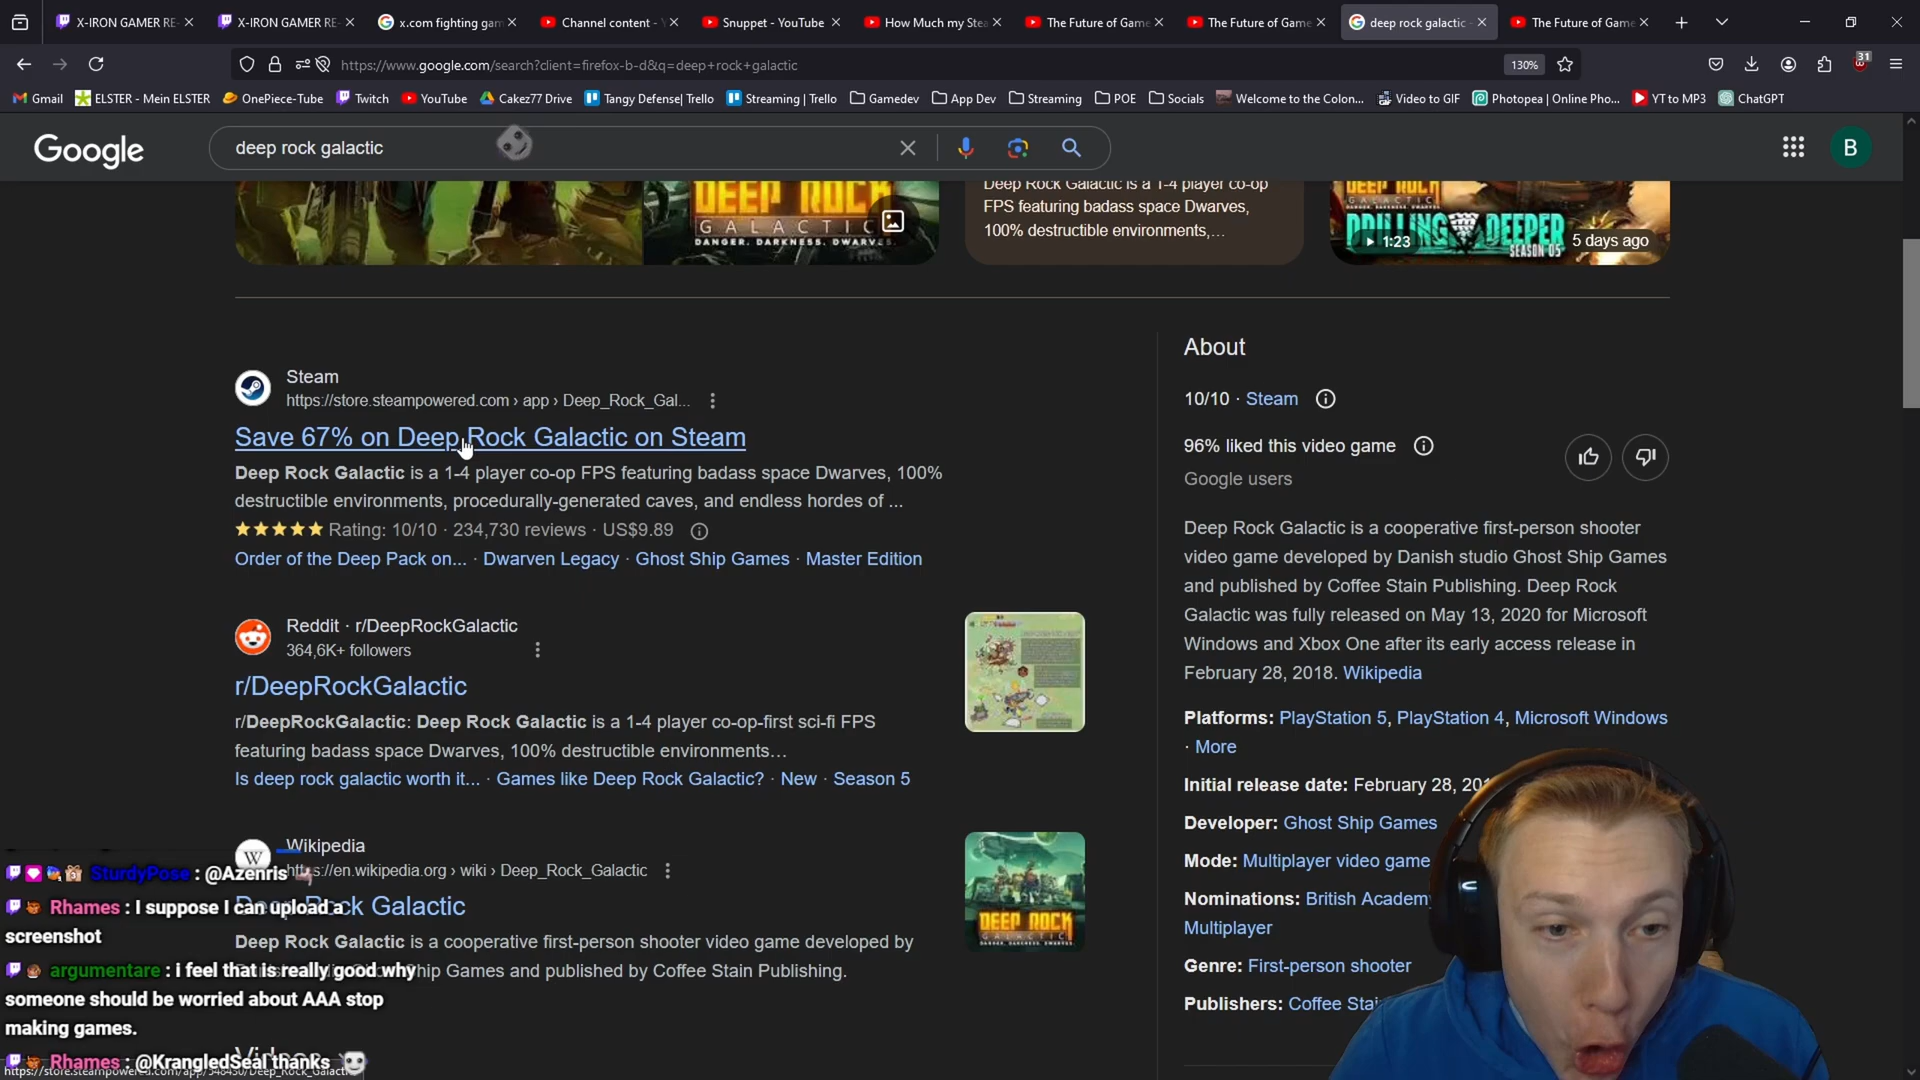 X-IRON GAMER RE-
X-IRON GAMER RE-
x.com fighting gam
Channel content - Y
Snuppet - YouTube
How Much my Stea
The Future of Game
The Future of Game
deep rock galactic -
The Future of Game
https://www.google.com/search?client=firefox-b-d&q=deep+rock+galactic
130%
31
Gmail
ELSTER - Mein ELSTER
OnePiece-Tube
Twitch
YouTube
Cakez77 Drive
Tangy Defense| Trello
Streaming | Trello
Gamedev
App Dev
Streaming
POE
Socials
Welcome to the Colon...
Video to GIF
Photopea | Online Pho...
YT to MP3
ChatGPT
Google
deep rock galactic
B
DEEP ROCK
GALACTIC
DANGER. DARKNESS. DWARVES.
Deep Rock Galactic is a 1-4 player co-op
FPS featuring badass space Dwarves,
100% destructible environments,...
DEEP ROCK
GALACTIC
DRILLING DEEPER
SEASON 05
1:23
5 days ago
Steam
https://store.steampowered.com › app › Deep_Rock_Gal...
Save 67% on Deep Rock Galactic on Steam
Deep Rock Galactic is a 1-4 player co-op FPS featuring badass space Dwarves, 100%
destructible environments, procedurally-generated caves, and endless hordes of ...
Rating: 10/10 · 234,730 reviews · US$9.89
Order of the Deep Pack on... · Dwarven Legacy · Ghost Ship Games · Master Edition
Reddit · r/DeepRockGalactic
364,6K+ followers
r/DeepRockGalactic
r/DeepRockGalactic: Deep Rock Galactic is a 1-4 player co-op-first sci-fi FPS
featuring badass space Dwarves, 100% destructible environments…
Is deep rock galactic worth it... · Games like Deep Rock Galactic? · New · Season 5
W
Wikipedia
https://en.wikipedia.org › wiki › Deep_Rock_Galactic
Deep Rock Galactic
Deep Rock Galactic is a cooperative first-person shooter video game developed by
Ship Games and published by Coffee Stain Publishing.
DEEP ROCK
GALACTIC
Videos
About
10/10 · Steam
96% liked this video game
Google users
Deep Rock Galactic is a cooperative first-person shooter
video game developed by Danish studio Ghost Ship Games
and published by Coffee Stain Publishing. Deep Rock
Galactic was fully released on May 13, 2020 for Microsoft
Windows and Xbox One after its early access release in
February 28, 2018. Wikipedia
Platforms: PlayStation 5, PlayStation 4, Microsoft Windows
· More
Initial release date: February 28, 201
Developer: Ghost Ship Games
Mode: Multiplayer video game
Nominations: British Academy
Multiplayer
Genre: First-person shooter
Publishers: Coffee Stai
SturdyPose : @Azenris
Rhames : I suppose I can upload a
screenshot
argumentare : i feel that is really good why
someone should be worried about AAA stop
making games.
Rhames : @KrangledSeal thanks
https://store.steampowered.com/app/548430/Deep_Rock_Galactic